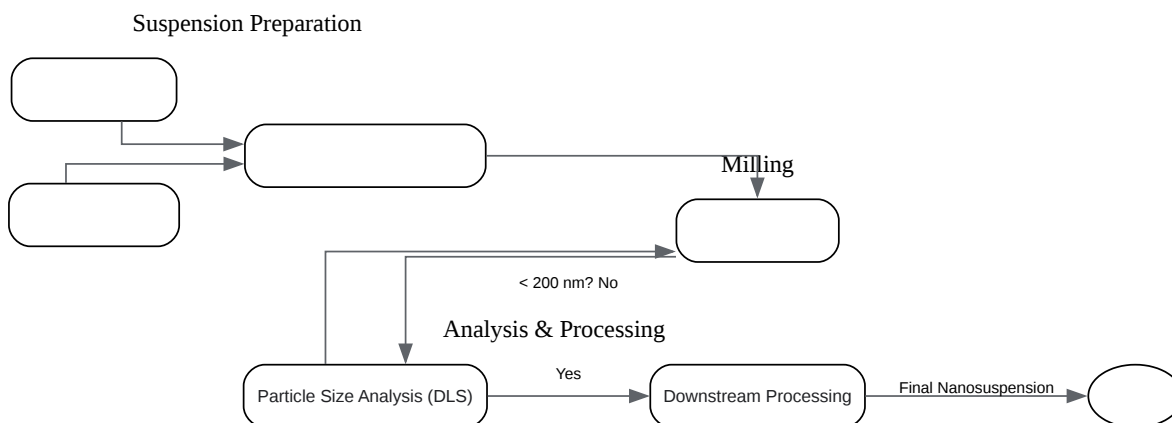 Suspension Preparation
Milling
< 200 nm? No
Analysis & Processing
Yes
Particle Size Analysis (DLS)
Downstream Processing
Final Nanosuspension